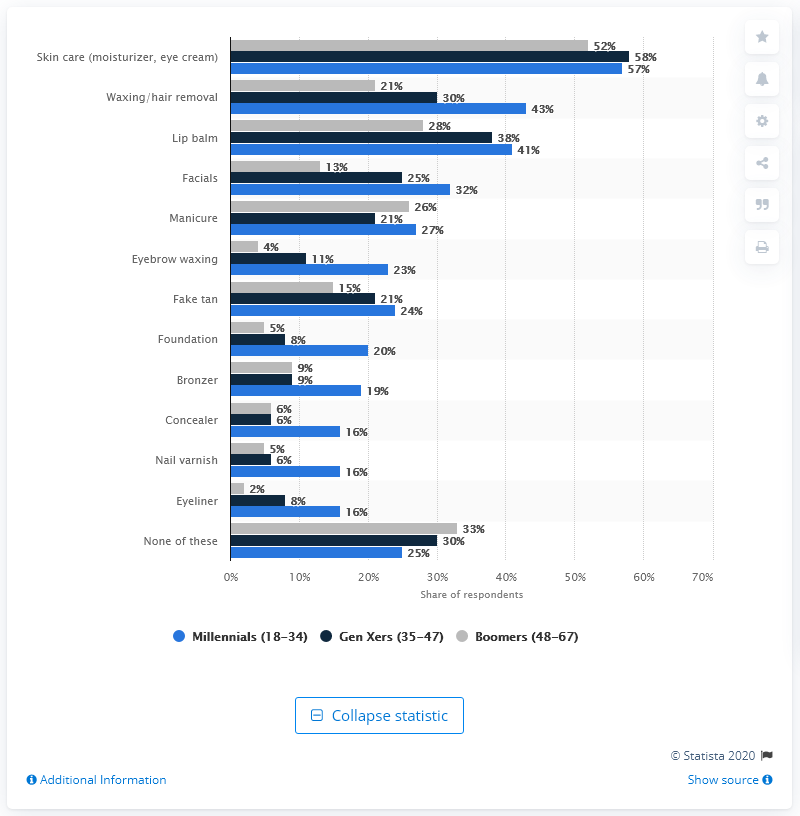 Skin care (moisturizer, eye cream)
52%
58%
57%
Waxing/hair removal
21%
30%
43%
Lip balm
28%
38%
41%
Facials
13%
25%
32%
Manicure
26%
21%
27%
Eyebrow waxing
4%
11%
23%
Fake tan
15%
21%
24%
Foundation
5%
8%
20%
Bronzer
9%
9%
19%
Concealer
6%
6%
16%
Nail varnish
5%
6%
16%
Eyeliner
2%
8%
16%
None of these
33%
30%
25%
0% 10% 20% 30% 40% 50% 60% 70%
Share of respondents
Millennials (18–34) Gen Xers (35–47) Boomers (48–67)
Collapse statistic
© Statista 2020
Additional Information Show source